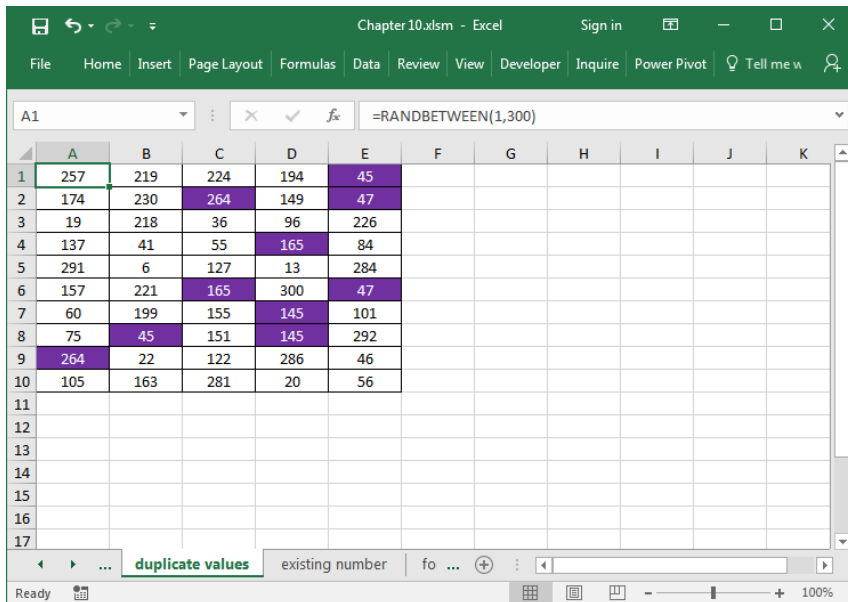 Chapter 10.xlsm - Excel Sign in
File Home Insert Page Layout Formulas Data Review View Developer Inquire Power Pivot Tell me w
A1 fx =RANDBETWEEN(1,300)
A B C D E F G H I J K
1 257 219 224 194 45
2 174 230 264 149 47
3 19 218 36 96 226
4 137 41 55 165 84
5 291 6 127 13 284
6 157 221 165 300 47
7 60 199 155 145 101
8 75 45 151 145 292
9 264 22 122 286 46
10 105 163 281 20 56
11
12
13
14
15
16
17
... duplicate values existing number fo ...
Ready 100%